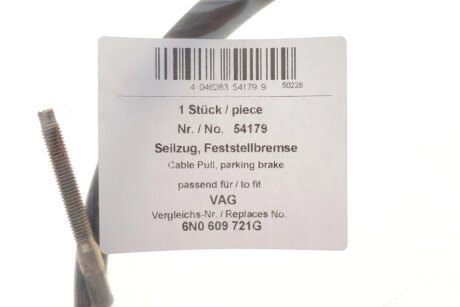 4 046283 54179 9 50228
1 Stück / piece
Nr. / No. 54179
Seilzug, Feststellbremse
Cable Pull, parking brake
passend für / to fit
VAG
Vergleichs-Nr. / Replaces No.
6N0 609 721G